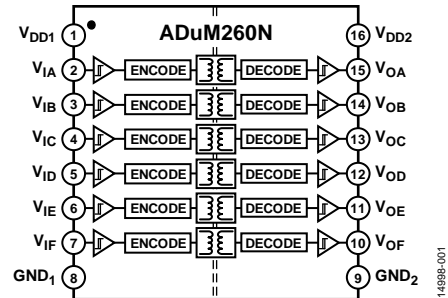 ADuM260N
VDD1 1 16 VDD2
VIA 2 ENCODE DECODE 15 VOA
VIB 3 ENCODE DECODE 14 VOB
VIC 4 ENCODE DECODE 13 VOC
VID 5 ENCODE DECODE 12 VOD
VIE 6 ENCODE DECODE 11 VOE
VIF 7 ENCODE DECODE 10 VOF
GND1 8 9 GND2
14998-001